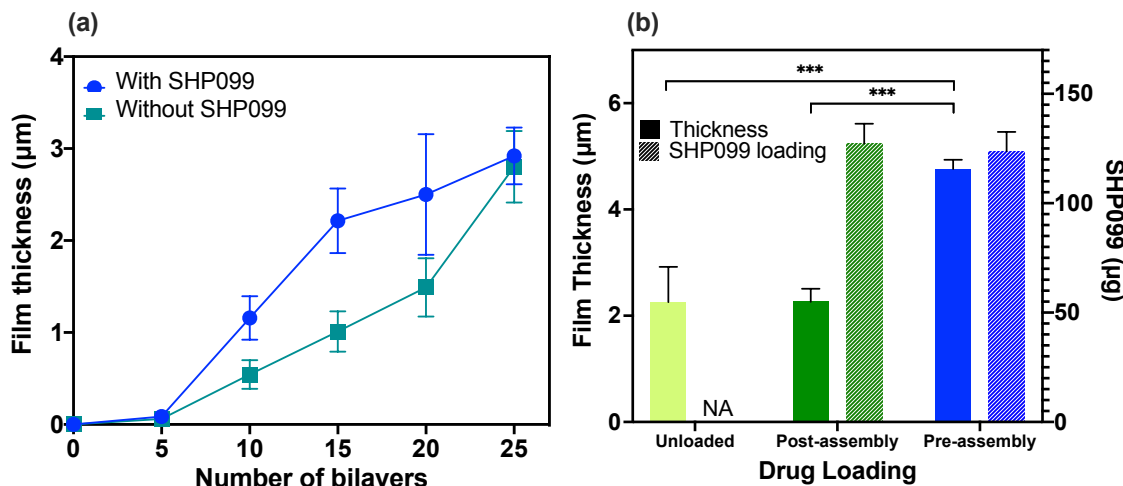 (a)
4
3
2
1
0
Film thickness (µm)
With SHP099
Without SHP099
0 5 10 15 20 25
Number of bilayers
(b)
6
4
2
0
Film Thickness (µm)
***
***
Thickness
SHP099 loading
NA
150
100
50
0
SHP099 (µg)
Unloaded Post-assembly Pre-assembly
Drug Loading